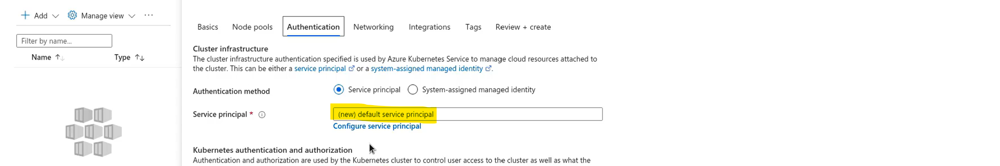 Add Manage view ...
Filter by name...
Name Type
Basics Node pools Authentication Networking Integrations Tags Review + create
Cluster infrastructure
The cluster infrastructure authentication specified is used by Azure Kubernetes Service to manage cloud resources attached to
the cluster. This can be either a service principal or a system-assigned managed identity.
Authentication method Service principal System-assigned managed identity
Service principal * (new) default service principal
Configure service principal
Kubernetes authentication and authorization
Authentication and authorization are used by the Kubernetes cluster to control user access to the cluster as well as what the